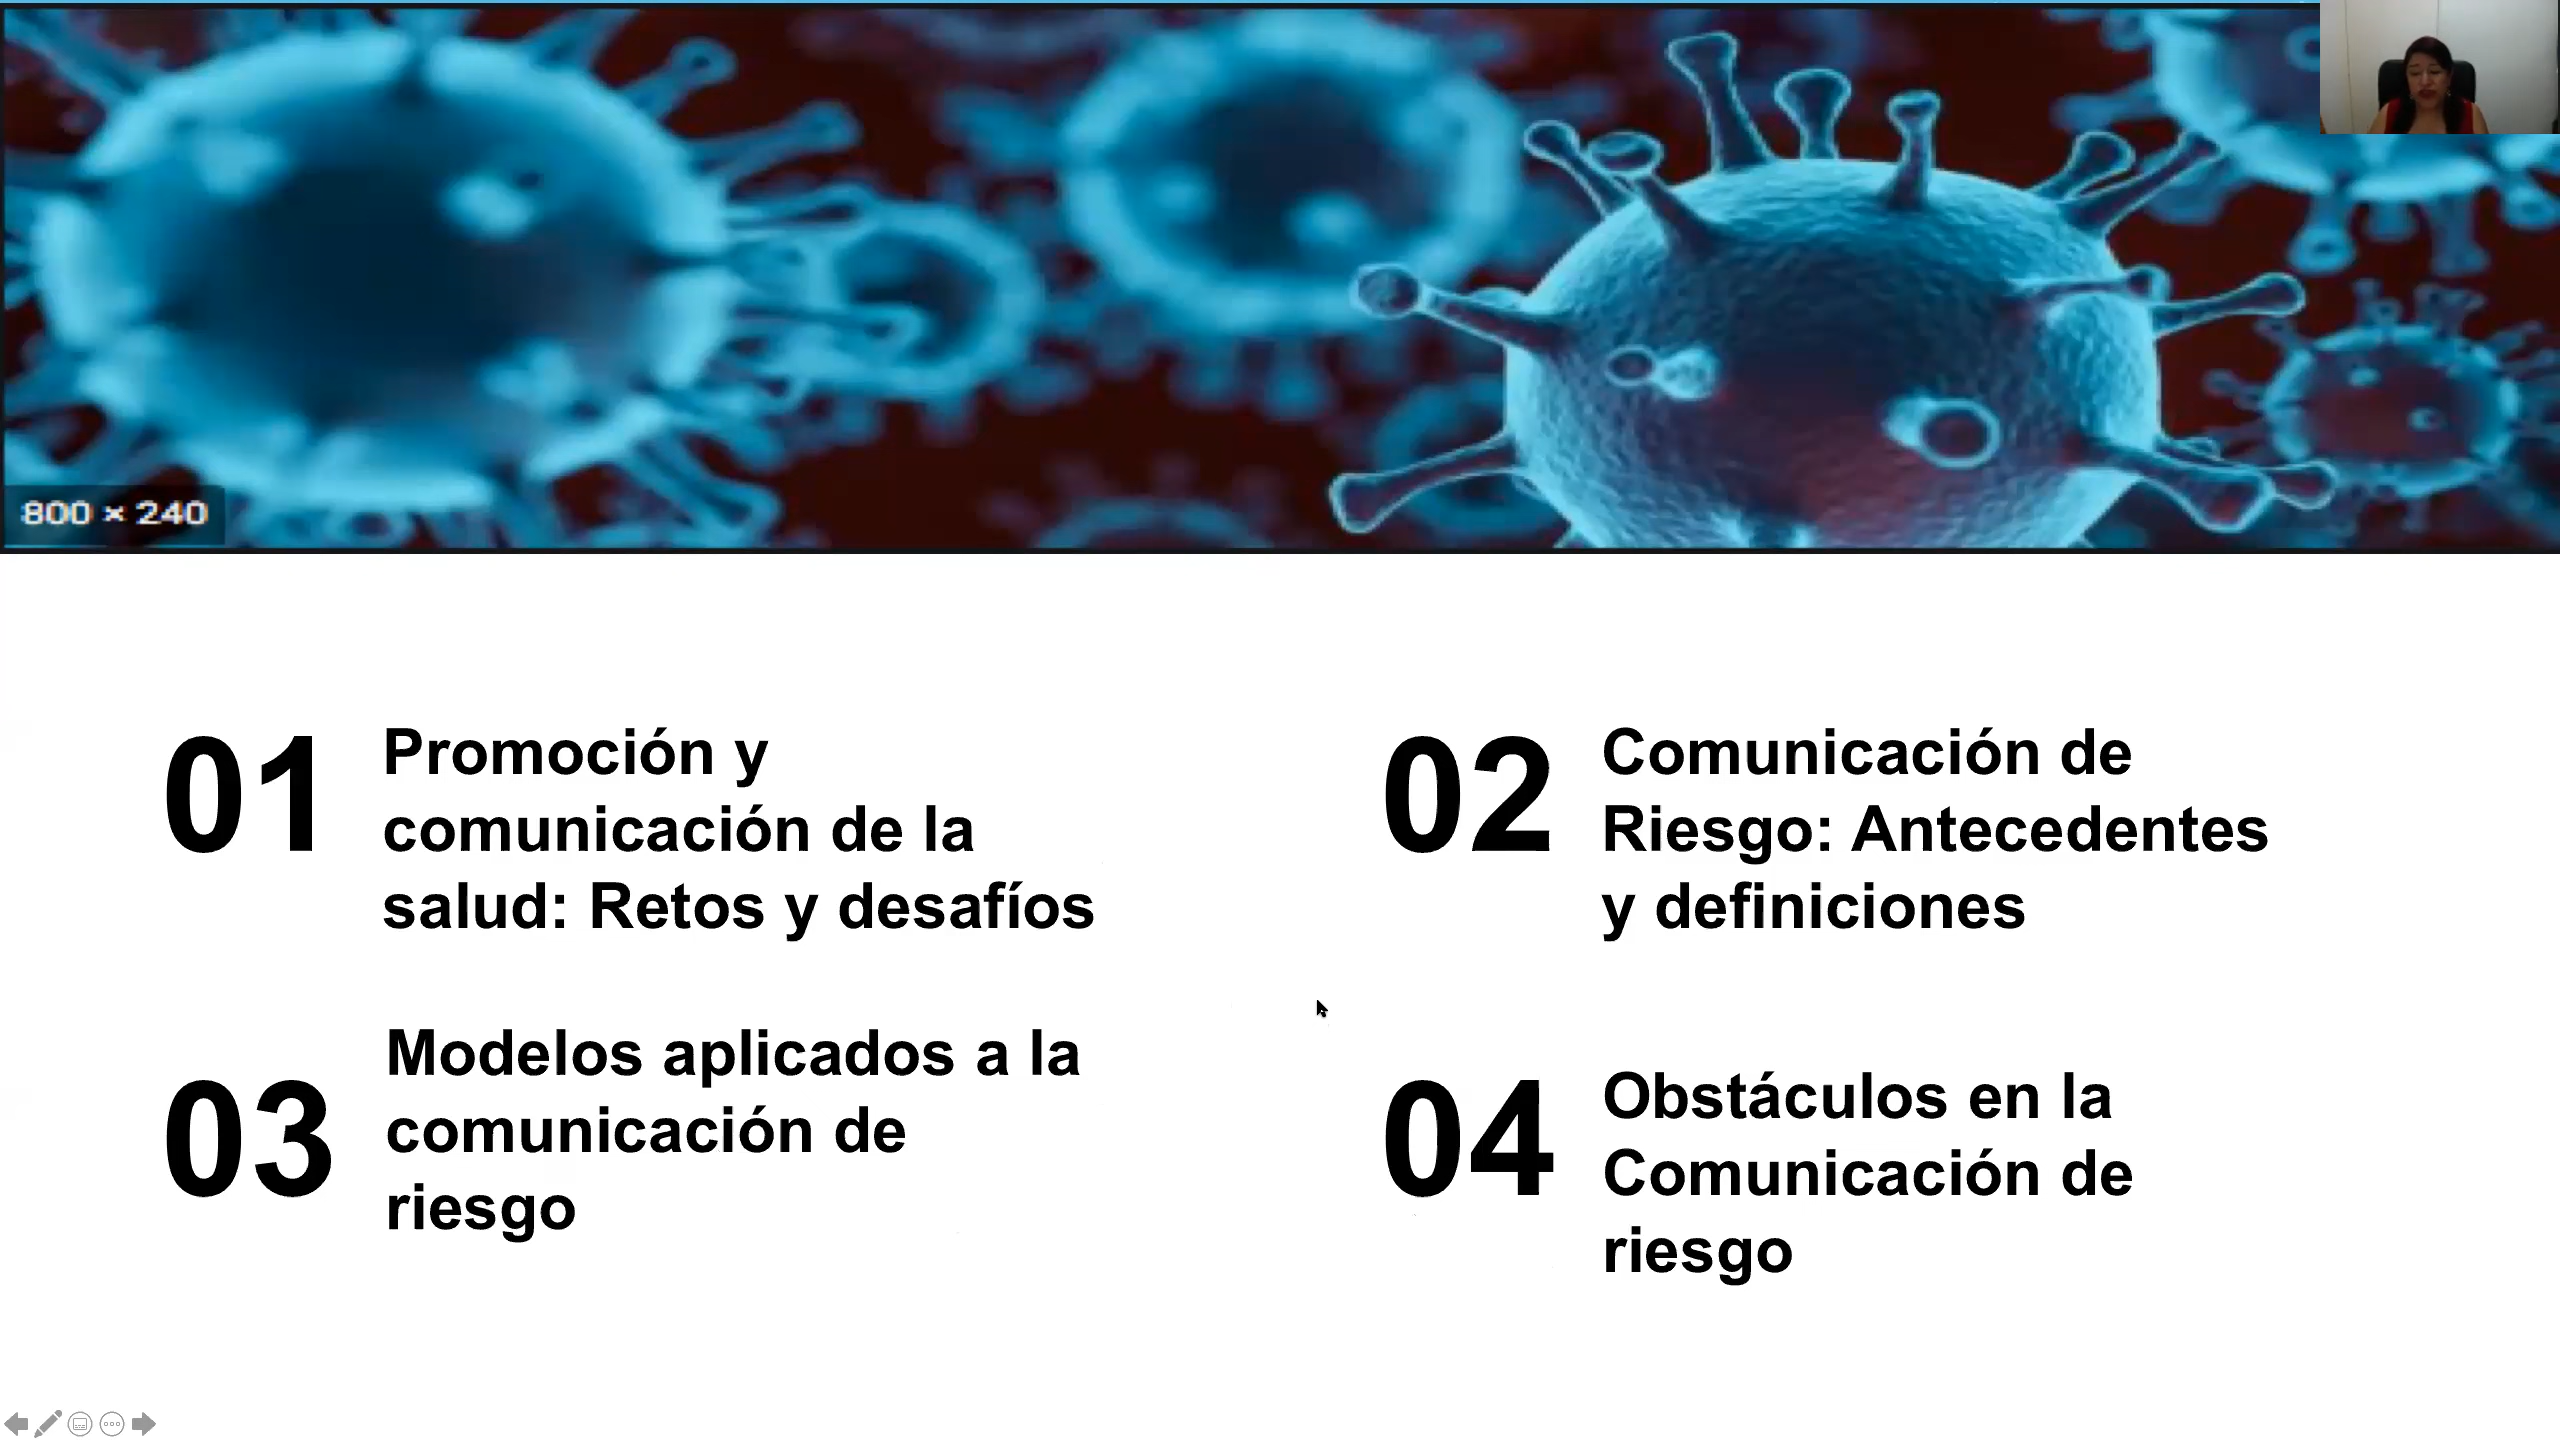 800 × 240
01
Promoción y
comunicación de la
salud: Retos y desafíos
02
Comunicación de
Riesgo: Antecedentes
y definiciones
03
Modelos aplicados a la
comunicación de
riesgo
04
Obstáculos en la
Comunicación de
riesgo